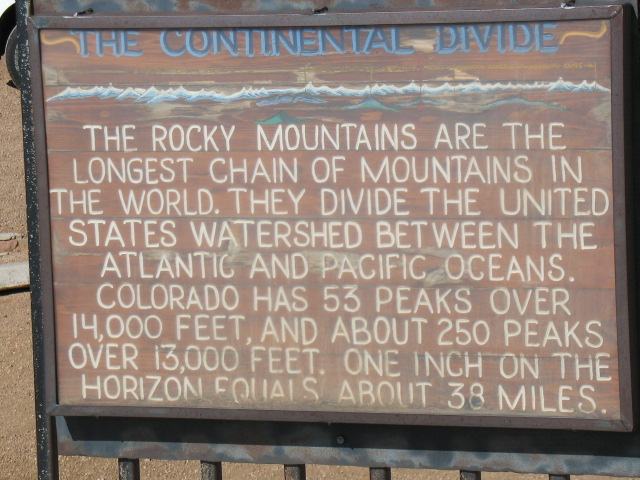 THE CONTINENTAL DIVIDE
THE ROCKY MOUNTAINS ARE THE
LONGEST CHAIN OF MOUNTAINS IN
THE WORLD. THEY DIVIDE THE UNITED
STATES WATERSHED BETWEEN THE
ATLANTIC AND PACIFIC OCEANS.
COLORADO HAS 53 PEAKS OVER
14,000 FEET, AND ABOUT 250 PEAKS
OVER 13,000 FEET. ONE INCH ON THE
HORIZON EQUALS ABOUT 38 MILES.